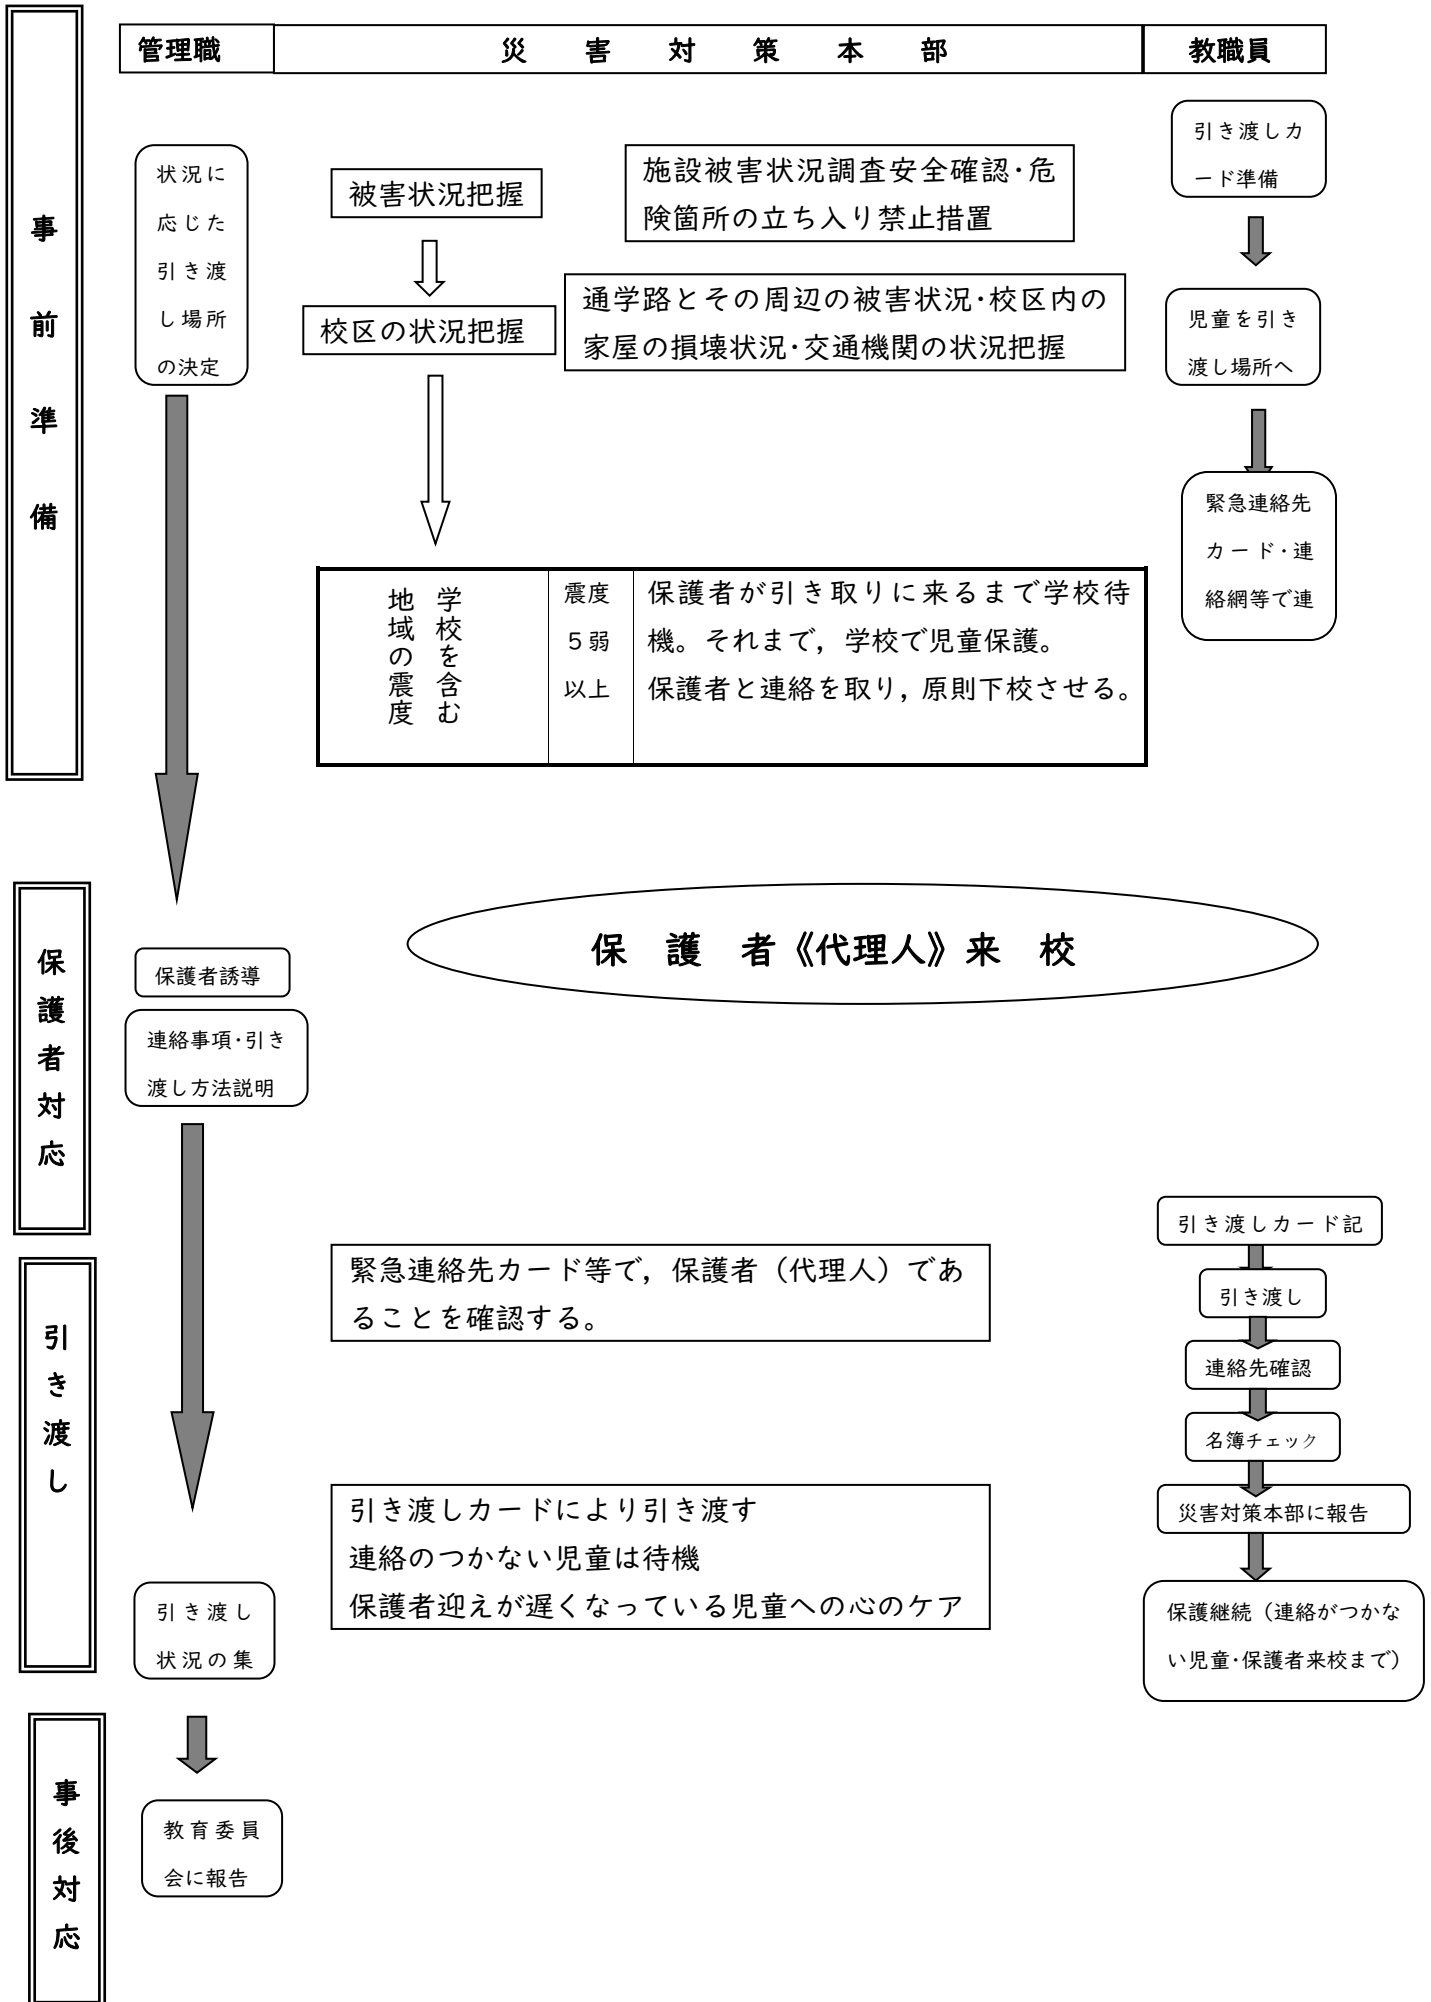 事前準備
管理職
災害対策本部
教職員
状況に
応じた
引き渡
し場所
の決定
被害状況把握
施設被害状況調査安全確認・危
険箇所の立ち入り禁止措置
校区の状況把握
通学路とその周辺の被害状況・校区内の
家屋の損壊状況・交通機関の状況把握
引き渡しカ
ード準備
児童を引き
渡し場所へ
緊急連絡先
カード・連
絡網等で連
学校を含む
地域の震度
震度
５弱
以上
保護者が引き取りに来るまで学校待
機。それまで，学校で児童保護。
保護者と連絡を取り，原則下校させる。
保護者対応
保護者《代理人》来校
保護者誘導
連絡事項・引き
渡し方法説明
引き渡し
緊急連絡先カード等で，保護者（代理人）であ
ることを確認する。
引き渡しカードにより引き渡す
連絡のつかない児童は待機
保護者迎えが遅くなっている児童への心のケア
引き渡しカード記
引き渡し
連絡先確認
名簿チェック
災害対策本部に報告
保護継続（連絡がつかな
い児童・保護者来校まで）
引き渡し
状況の集
事後対応
教育委員
会に報告